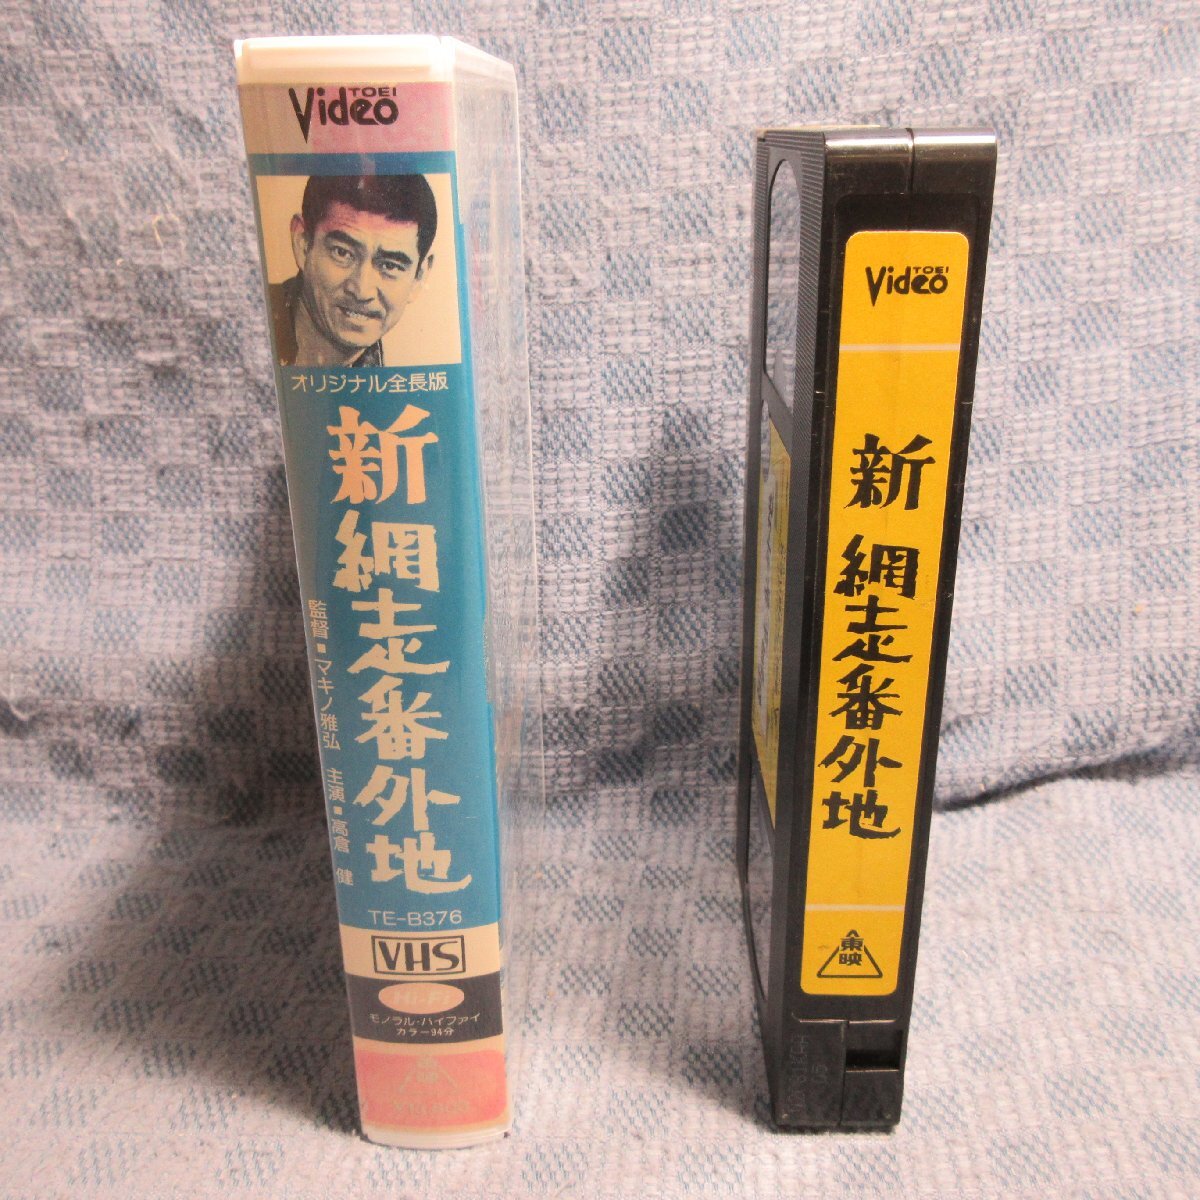 TOEI
Video
オリジナル全長版
新網走番外地
監督■マキノ雅弘 主演■高倉 健
TE-B376
VHS
Hi-Fi
モノラル・ハイファイ
カラー94分
TOEI
Video
新網走番外地
東映